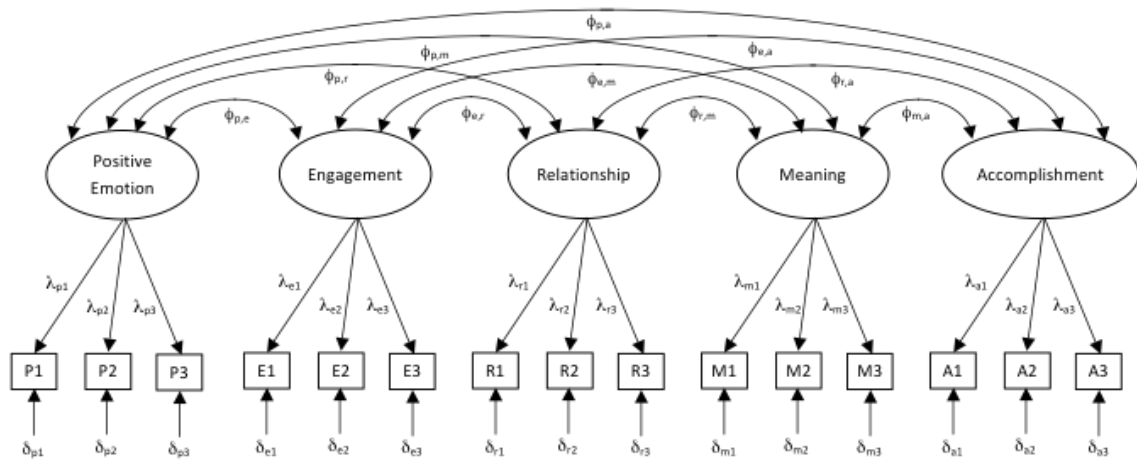 ϕp,a
ϕp,m ϕe,a
ϕp,r ϕe,m ϕr,a
ϕp,e ϕe,r ϕr,m ϕm,a
Positive
Emotion
Engagement
Relationship
Meaning
Accomplishment
λp1 λp2 λp3
λe1 λe2 λe3
λr1 λr2 λr3
λm1 λm2 λm3
λa1 λa2 λa3
P1 P2 P3 E1 E2 E3 R1 R2 R3 M1 M2 M3 A1 A2 A3
δp1 δp2 δp3 δe1 δe2 δe3 δr1 δr2 δr3 δm1 δm2 δm3 δa1 δa2 δa3